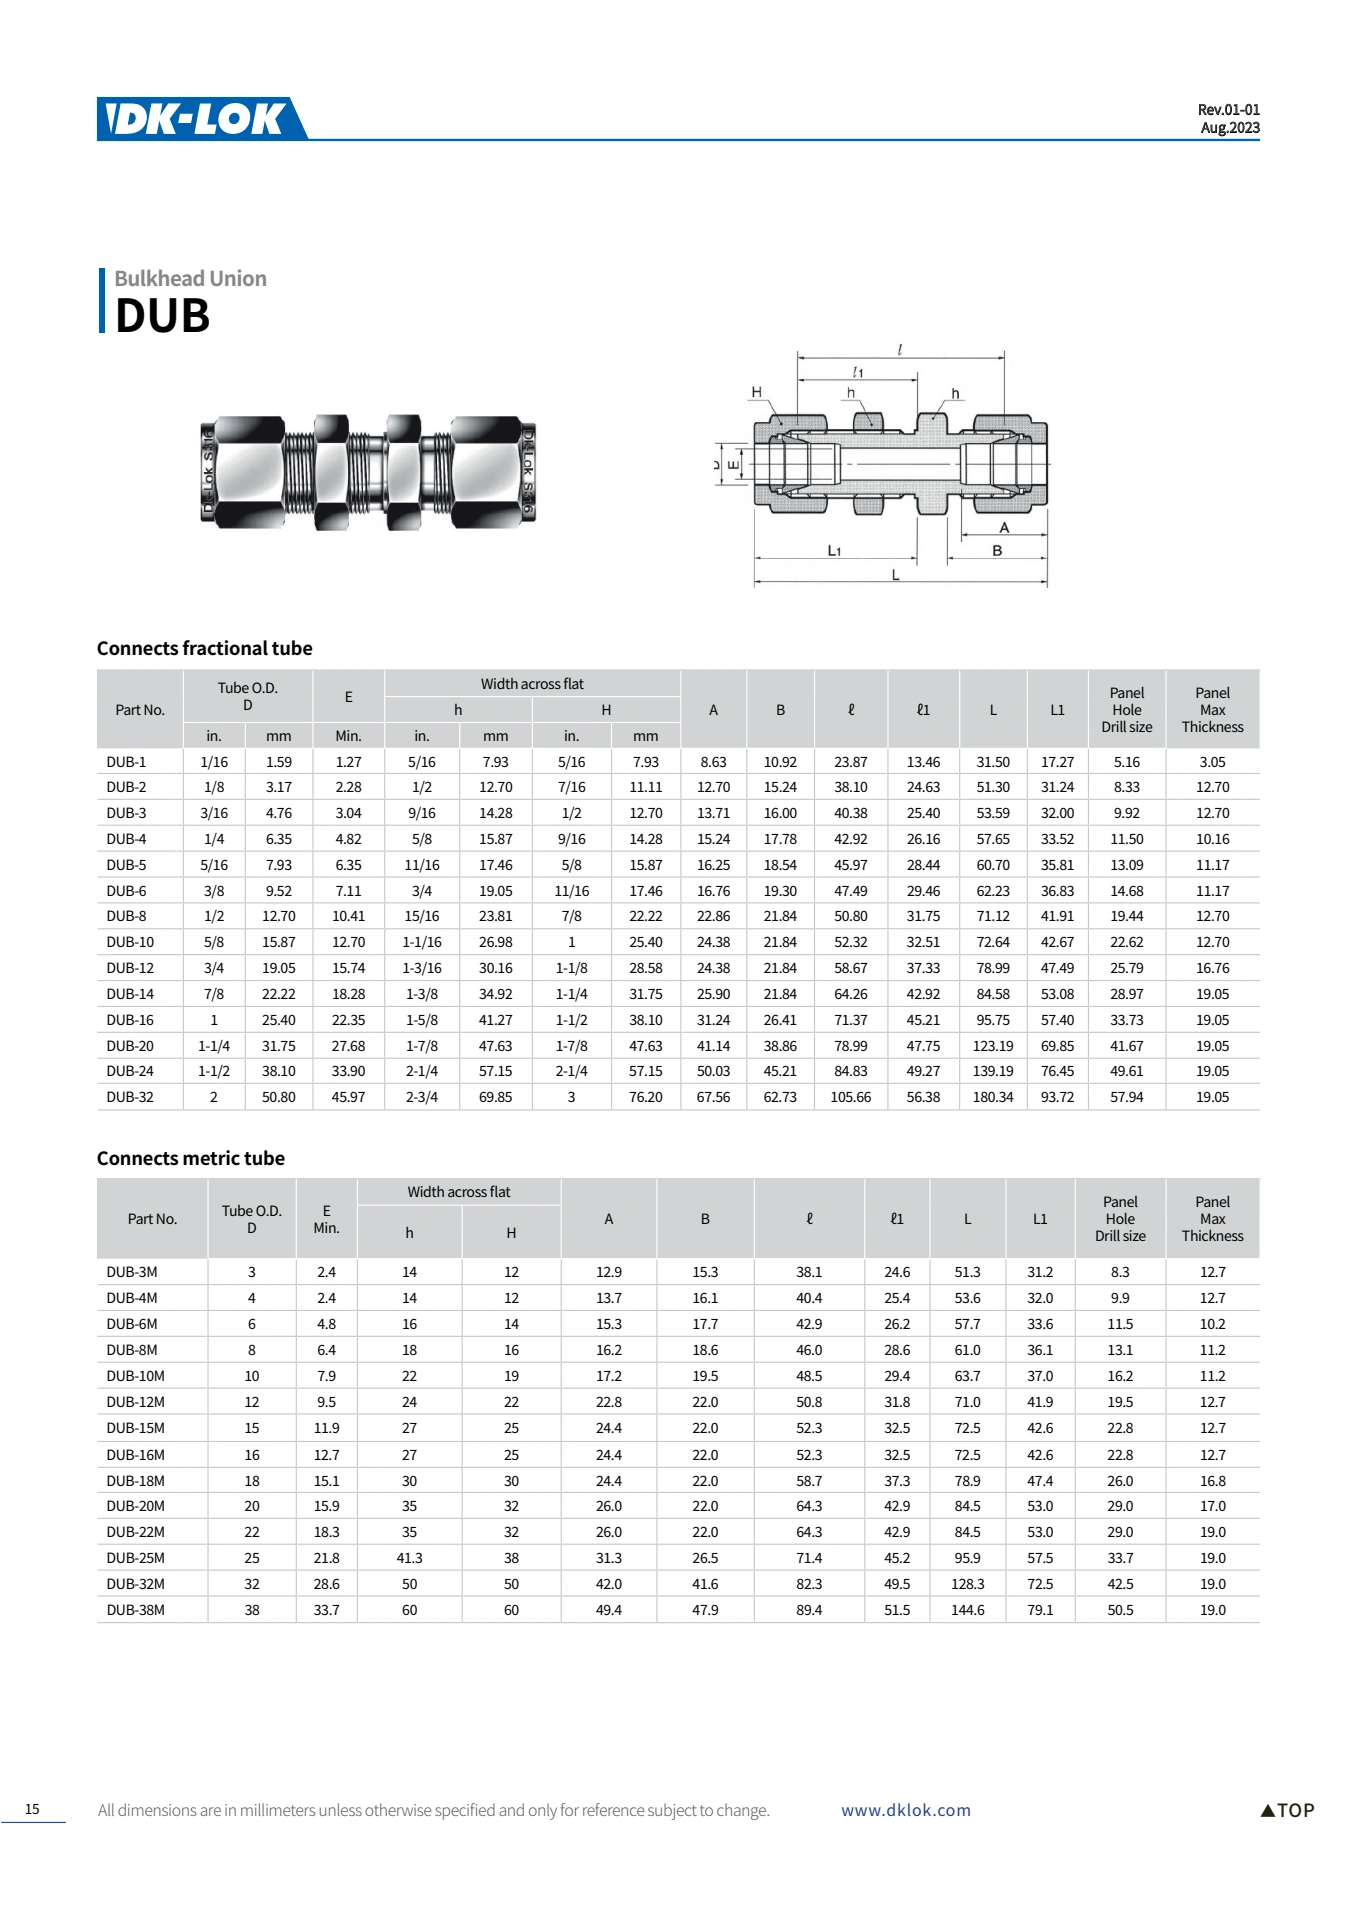 DK-LOK
Rev.01-01
Aug.2023
Bulkhead Union
DUB
DK-Lok S316
DK-Lok S316
l
l1
H
h
h
D
E
A
L1
B
L
Connects fractional tube
Part No. Tube O.D. D E Width across flat A B ℓ ℓ1 L L1 Panel Hole Drill size Panel Max Thickness
h H
in. mm Min. in. mm in. mm
DUB-1 1/16 1.59 1.27 5/16 7.93 5/16 7.93 8.63 10.92 23.87 13.46 31.50 17.27 5.16 3.05
DUB-2 1/8 3.17 2.28 1/2 12.70 7/16 11.11 12.70 15.24 38.10 24.63 51.30 31.24 8.33 12.70
DUB-3 3/16 4.76 3.04 9/16 14.28 1/2 12.70 13.71 16.00 40.38 25.40 53.59 32.00 9.92 12.70
DUB-4 1/4 6.35 4.82 5/8 15.87 9/16 14.28 15.24 17.78 42.92 26.16 57.65 33.52 11.50 10.16
DUB-5 5/16 7.93 6.35 11/16 17.46 5/8 15.87 16.25 18.54 45.97 28.44 60.70 35.81 13.09 11.17
DUB-6 3/8 9.52 7.11 3/4 19.05 11/16 17.46 16.76 19.30 47.49 29.46 62.23 36.83 14.68 11.17
DUB-8 1/2 12.70 10.41 15/16 23.81 7/8 22.22 22.86 21.84 50.80 31.75 71.12 41.91 19.44 12.70
DUB-10 5/8 15.87 12.70 1-1/16 26.98 1 25.40 24.38 21.84 52.32 32.51 72.64 42.67 22.62 12.70
DUB-12 3/4 19.05 15.74 1-3/16 30.16 1-1/8 28.58 24.38 21.84 58.67 37.33 78.99 47.49 25.79 16.76
DUB-14 7/8 22.22 18.28 1-3/8 34.92 1-1/4 31.75 25.90 21.84 64.26 42.92 84.58 53.08 28.97 19.05
DUB-16 1 25.40 22.35 1-5/8 41.27 1-1/2 38.10 31.24 26.41 71.37 45.21 95.75 57.40 33.73 19.05
DUB-20 1-1/4 31.75 27.68 1-7/8 47.63 1-7/8 47.63 41.14 38.86 78.99 47.75 123.19 69.85 41.67 19.05
DUB-24 1-1/2 38.10 33.90 2-1/4 57.15 2-1/4 57.15 50.03 45.21 84.83 49.27 139.19 76.45 49.61 19.05
DUB-32 2 50.80 45.97 2-3/4 69.85 3 76.20 67.56 62.73 105.66 56.38 180.34 93.72 57.94 19.05
Connects metric tube
Part No. Tube O.D. D E Min. Width across flat A B ℓ ℓ1 L L1 Panel Hole Drill size Panel Max Thickness
h H
DUB-3M 3 2.4 14 12 12.9 15.3 38.1 24.6 51.3 31.2 8.3 12.7
DUB-4M 4 2.4 14 12 13.7 16.1 40.4 25.4 53.6 32.0 9.9 12.7
DUB-6M 6 4.8 16 14 15.3 17.7 42.9 26.2 57.7 33.6 11.5 10.2
DUB-8M 8 6.4 18 16 16.2 18.6 46.0 28.6 61.0 36.1 13.1 11.2
DUB-10M 10 7.9 22 19 17.2 19.5 48.5 29.4 63.7 37.0 16.2 11.2
DUB-12M 12 9.5 24 22 22.8 22.0 50.8 31.8 71.0 41.9 19.5 12.7
DUB-15M 15 11.9 27 25 24.4 22.0 52.3 32.5 72.5 42.6 22.8 12.7
DUB-16M 16 12.7 27 25 24.4 22.0 52.3 32.5 72.5 42.6 22.8 12.7
DUB-18M 18 15.1 30 30 24.4 22.0 58.7 37.3 78.9 47.4 26.0 16.8
DUB-20M 20 15.9 35 32 26.0 22.0 64.3 42.9 84.5 53.0 29.0 17.0
DUB-22M 22 18.3 35 32 26.0 22.0 64.3 42.9 84.5 53.0 29.0 19.0
DUB-25M 25 21.8 41.3 38 31.3 26.5 71.4 45.2 95.9 57.5 33.7 19.0
DUB-32M 32 28.6 50 50 42.0 41.6 82.3 49.5 128.3 72.5 42.5 19.0
DUB-38M 38 33.7 60 60 49.4 47.9 89.4 51.5 144.6 79.1 50.5 19.0
15 All dimensions are in millimeters unless otherwise specified and only for reference subject to change. www.dklok.com ▲TOP